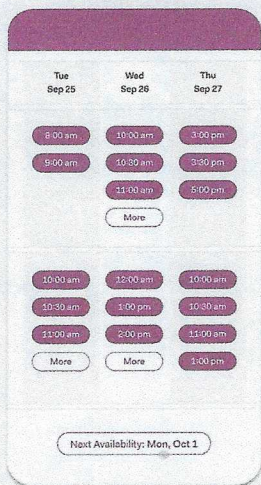 Tue Wed Thu
Sep 25 Sep 26 Sep 27
8:00 am 10:00 am 3:00 pm
9:00 am 10:30 am 3:30 pm
11:00 am 5:00 pm
More
10:00 am 12:00 am 10:00 am
10:30 am 1:00 pm 10:30 am
11:00 am 2:00 pm 11:00 am
More More 1:00 pm
Next Availability: Mon, Oct 1